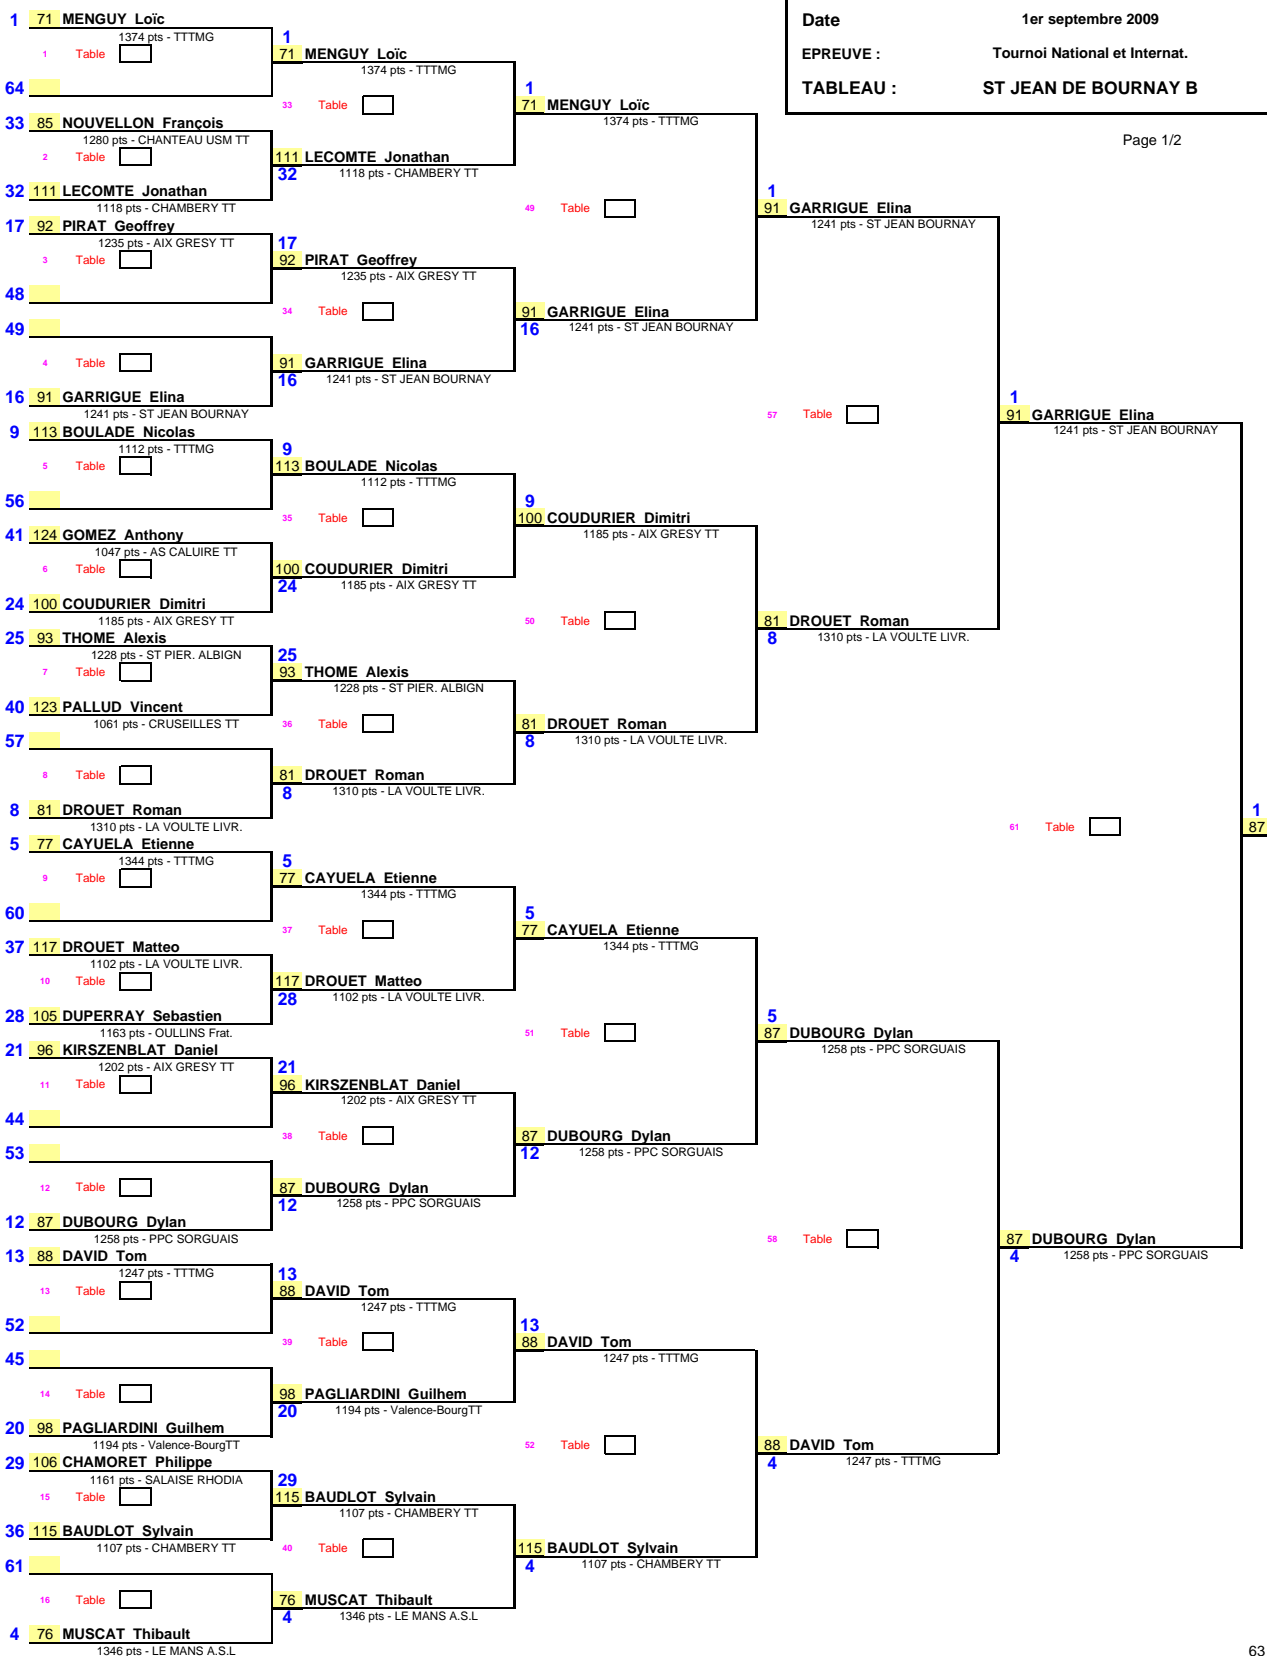 Date 1er septembre 2009
EPREUVE : Tournoi National et Internat.
TABLEAU : ST JEAN DE BOURNAY B
Page 1/2
1 71 MENGUY Loïc
1374 pts - TTTMG
1 Table
64
33 85 NOUVELLON François
1280 pts - CHANTEAU USM TT
2 Table
32 111 LECOMTE Jonathan
1118 pts - CHAMBERY TT
17 92 PIRAT Geoffrey
1235 pts - AIX GRESY TT
3 Table
48
49
4 Table
16 91 GARRIGUE Elina
1241 pts - ST JEAN BOURNAY
9 113 BOULADE Nicolas
1112 pts - TTTMG
5 Table
56
41 124 GOMEZ Anthony
1047 pts - AS CALUIRE TT
6 Table
24 100 COUDURIER Dimitri
1185 pts - AIX GRESY TT
25 93 THOME Alexis
1228 pts - ST PIER. ALBIGN
7 Table
40 123 PALLUD Vincent
1061 pts - CRUSEILLES TT
57
8 Table
8 81 DROUET Roman
1310 pts - LA VOULTE LIVR.
5 77 CAYUELA Etienne
1344 pts - TTTMG
9 Table
60
37 117 DROUET Matteo
1102 pts - LA VOULTE LIVR.
10 Table
28 105 DUPERRAY Sebastien
1163 pts - OULLINS Frat.
21 96 KIRSZENBLAT Daniel
1202 pts - AIX GRESY TT
11 Table
44
53
12 Table
12 87 DUBOURG Dylan
1258 pts - PPC SORGUAIS
13 88 DAVID Tom
1247 pts - TTTMG
13 Table
52
45
14 Table
20 98 PAGLIARDINI Guilhem
1194 pts - Valence-BourgTT
29 106 CHAMORET Philippe
1161 pts - SALAISE RHODIA
15 Table
36 115 BAUDLOT Sylvain
1107 pts - CHAMBERY TT
61
16 Table
4 76 MUSCAT Thibault
1346 pts - LE MANS A.S.L
1
71 MENGUY Loïc
1374 pts - TTTMG
33 Table
111 LECOMTE Jonathan
32 1118 pts - CHAMBERY TT
17
92 PIRAT Geoffrey
1235 pts - AIX GRESY TT
34 Table
91 GARRIGUE Elina
16 1241 pts - ST JEAN BOURNAY
9
113 BOULADE Nicolas
1112 pts - TTTMG
35 Table
100 COUDURIER Dimitri
24 1185 pts - AIX GRESY TT
25
93 THOME Alexis
1228 pts - ST PIER. ALBIGN
36 Table
81 DROUET Roman
8 1310 pts - LA VOULTE LIVR.
5
77 CAYUELA Etienne
1344 pts - TTTMG
37 Table
117 DROUET Matteo
28 1102 pts - LA VOULTE LIVR.
21
96 KIRSZENBLAT Daniel
1202 pts - AIX GRESY TT
38 Table
87 DUBOURG Dylan
12 1258 pts - PPC SORGUAIS
13
88 DAVID Tom
1247 pts - TTTMG
39 Table
98 PAGLIARDINI Guilhem
20 1194 pts - Valence-BourgTT
29
115 BAUDLOT Sylvain
1107 pts - CHAMBERY TT
40 Table
76 MUSCAT Thibault
4 1346 pts - LE MANS A.S.L
1
71 MENGUY Loïc
1374 pts - TTTMG
49 Table
91 GARRIGUE Elina
16 1241 pts - ST JEAN BOURNAY
9
100 COUDURIER Dimitri
1185 pts - AIX GRESY TT
50 Table
81 DROUET Roman
8 1310 pts - LA VOULTE LIVR.
5
77 CAYUELA Etienne
1344 pts - TTTMG
51 Table
87 DUBOURG Dylan
12 1258 pts - PPC SORGUAIS
13
88 DAVID Tom
1247 pts - TTTMG
52 Table
115 BAUDLOT Sylvain
4 1107 pts - CHAMBERY TT
1
91 GARRIGUE Elina
1241 pts - ST JEAN BOURNAY
57 Table
81 DROUET Roman
8 1310 pts - LA VOULTE LIVR.
5
87 DUBOURG Dylan
1258 pts - PPC SORGUAIS
58 Table
88 DAVID Tom
4 1247 pts - TTTMG
1
91 GARRIGUE Elina
1241 pts - ST JEAN BOURNAY
61 Table
87 DUBOURG Dylan
4 1258 pts - PPC SORGUAIS
1
87
63